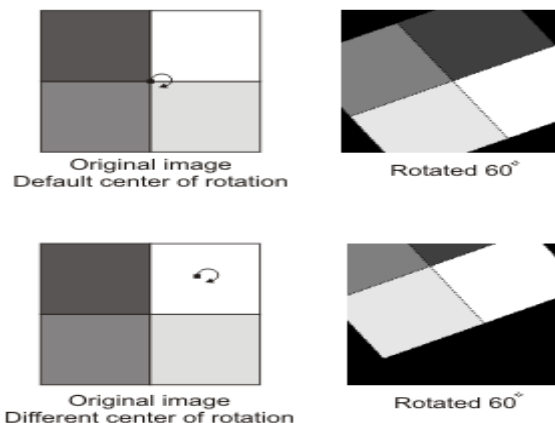 Original image
Default center of rotation
Rotated 60°
Original image
Different center of rotation
Rotated 60°